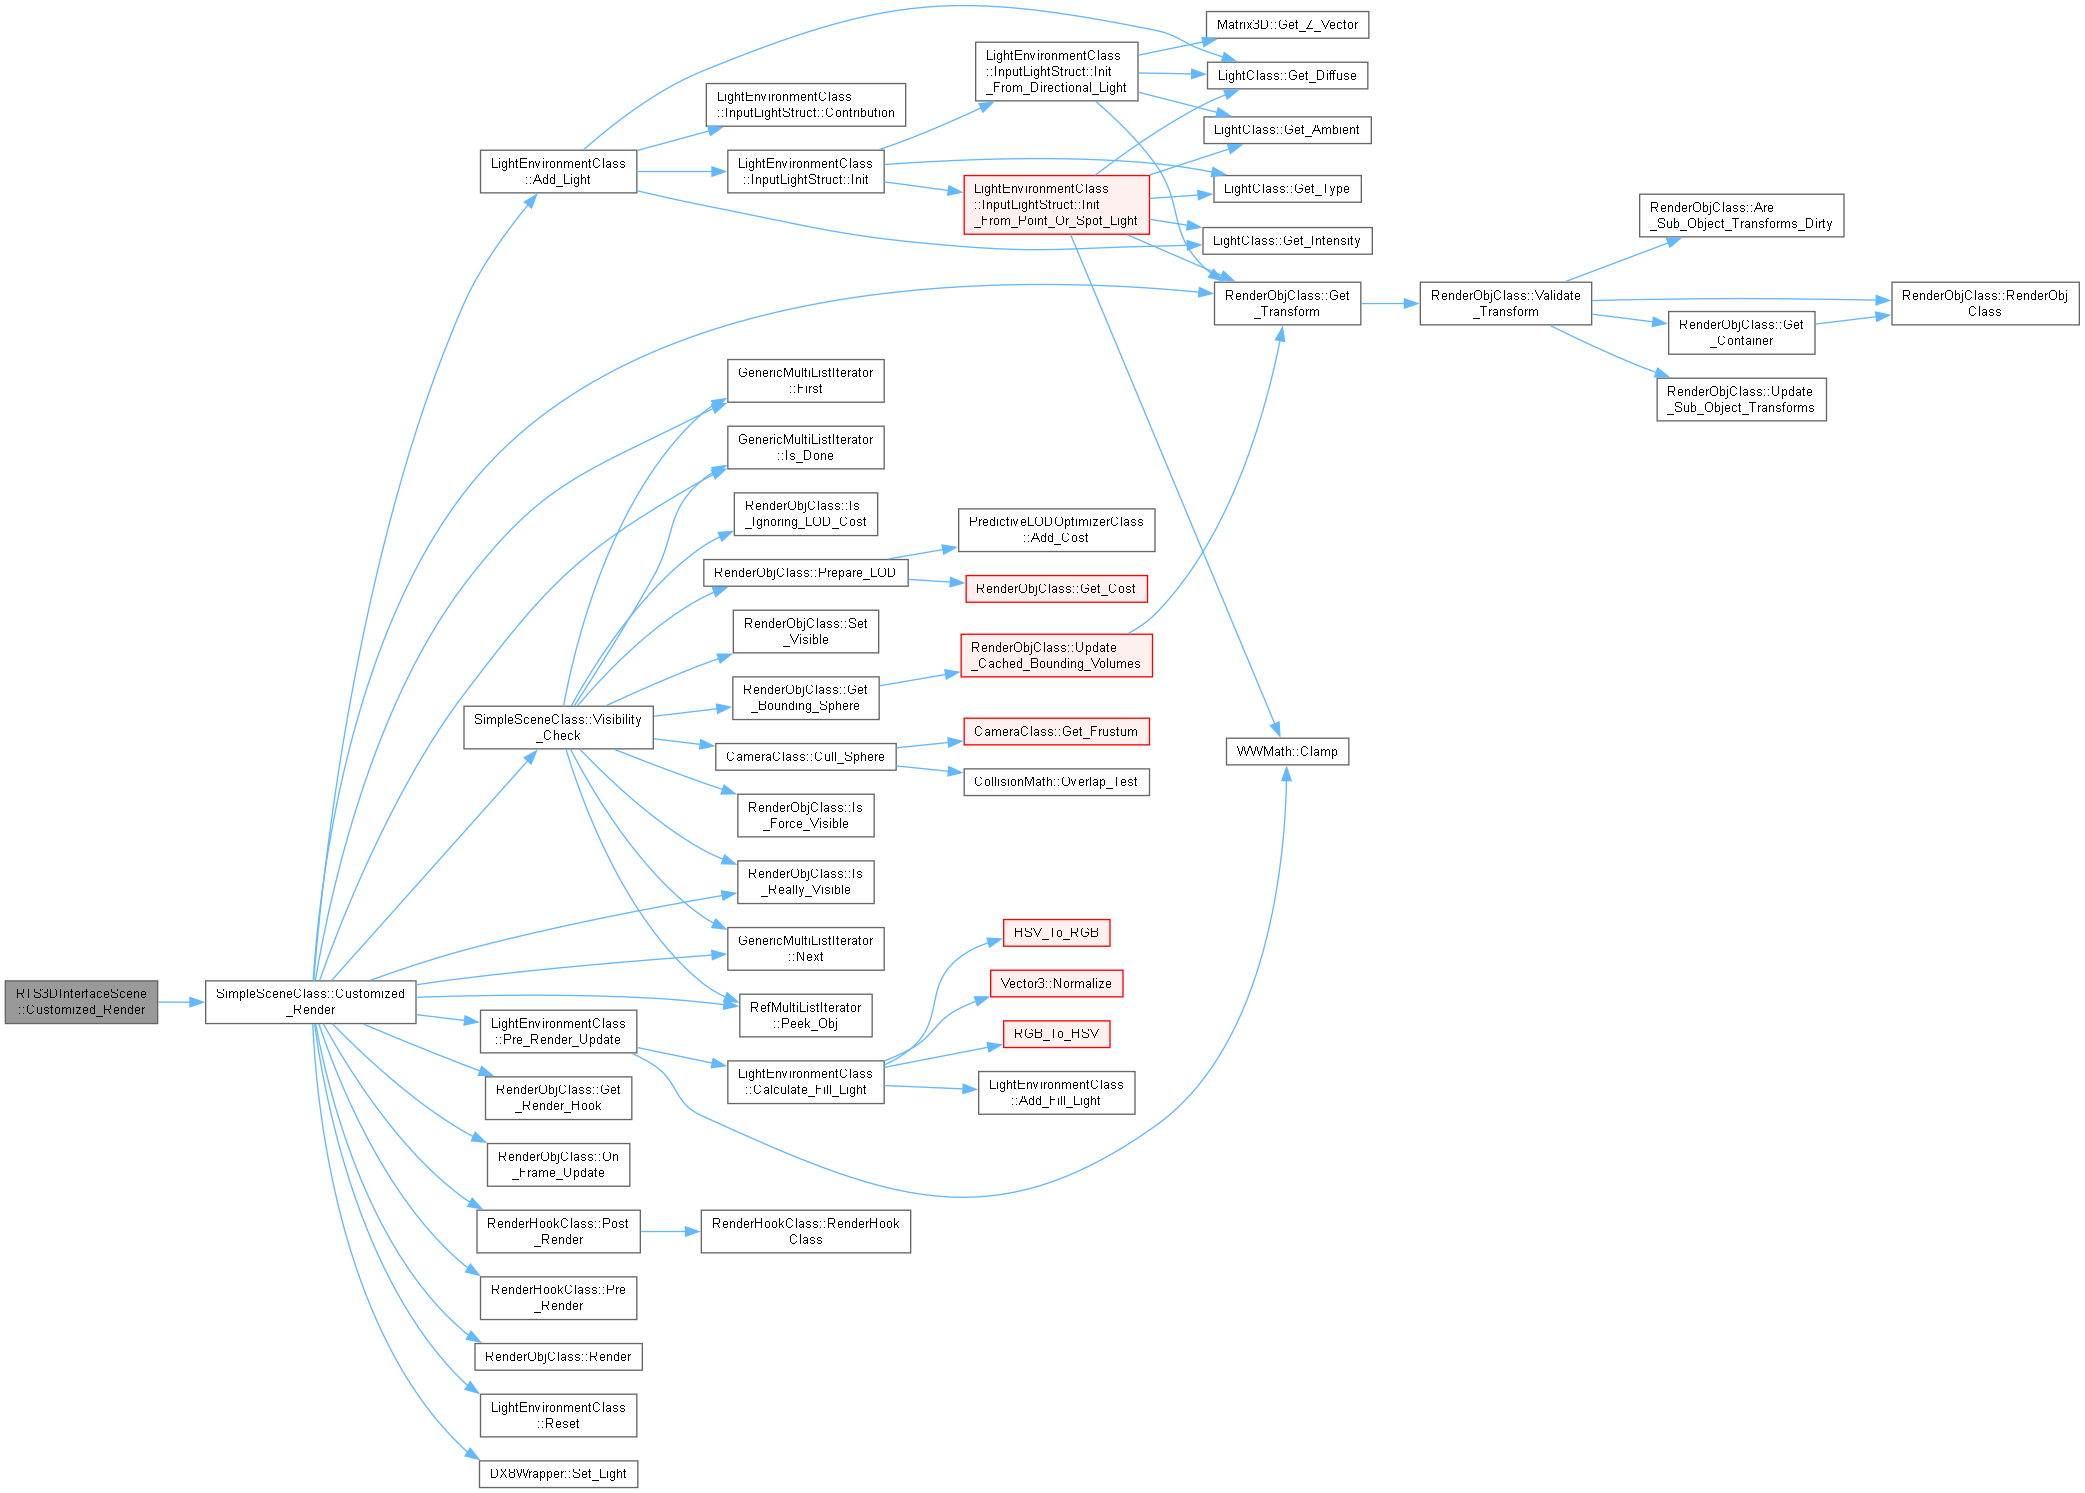 RTS3DInterfaceScene
::Customized_Render
SimpleSceneClass::Customized
_Render
LightEnvironmentClass
::Add_Light
LightEnvironmentClass
::InputLightStruct::Contribution
LightEnvironmentClass
::InputLightStruct::Init
LightEnvironmentClass
::InputLightStruct::Init
_From_Directional_Light
Matrix3D::Get_Z_Vector
LightClass::Get_Diffuse
LightClass::Get_Ambient
LightEnvironmentClass
::InputLightStruct::Init
_From_Point_Or_Spot_Light
LightClass::Get_Type
LightClass::Get_Intensity
RenderObjClass::Get
_Transform
RenderObjClass::Validate
_Transform
RenderObjClass::Are
_Sub_Object_Transforms_Dirty
RenderObjClass::RenderObj
Class
RenderObjClass::Get
_Container
RenderObjClass::Update
_Sub_Object_Transforms
GenericMultiListIterator
::First
GenericMultiListIterator
::Is_Done
RenderObjClass::Is
_Ignoring_LOD_Cost
RenderObjClass::Prepare_LOD
PredictiveLODOptimizerClass
::Add_Cost
RenderObjClass::Get_Cost
RenderObjClass::Set
_Visible
SimpleSceneClass::Visibility
_Check
RenderObjClass::Get
_Bounding_Sphere
RenderObjClass::Update
_Cached_Bounding_Volumes
CameraClass::Cull_Sphere
CameraClass::Get_Frustum
CollisionMath::Overlap_Test
WWMath::Clamp
RenderObjClass::Is
_Force_Visible
RenderObjClass::Is
_Really_Visible
GenericMultiListIterator
::Next
RefMultiListIterator
::Peek_Obj
LightEnvironmentClass
::Pre_Render_Update
LightEnvironmentClass
::Calculate_Fill_Light
HSV_To_RGB
Vector3::Normalize
RGB_To_HSV
LightEnvironmentClass
::Add_Fill_Light
RenderObjClass::Get
_Render_Hook
RenderObjClass::On
_Frame_Update
RenderHookClass::Post
_Render
RenderHookClass::RenderHook
Class
RenderHookClass::Pre
_Render
RenderObjClass::Render
LightEnvironmentClass
::Reset
DX8Wrapper::Set_Light